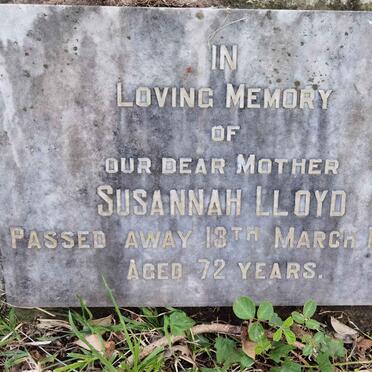 IN
LOVING MEMORY
OF
OUR DEAR MOTHER
SUSANNAH LLOYD
PASSED AWAY 13TH MARCH
AGED 72 YEARS.